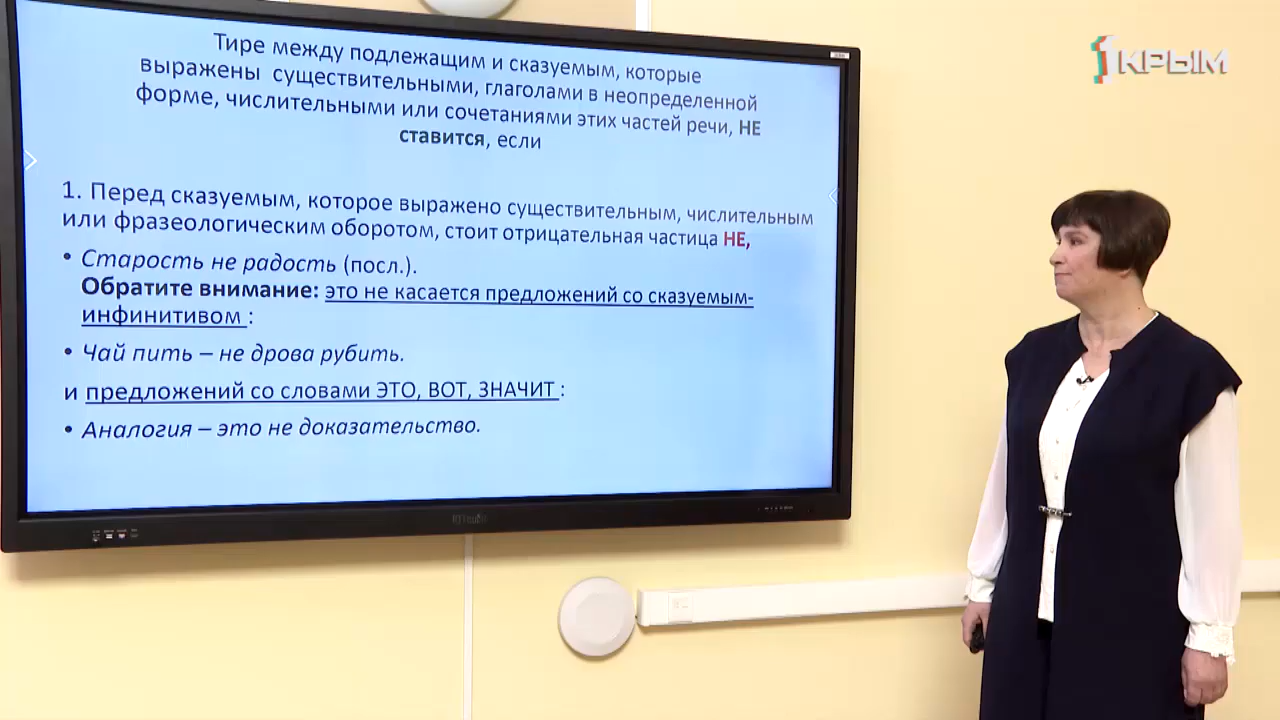 Тире между подлежащим и сказуемым, которые
выражены существительными, глаголами в неопределенной
форме, числительными или сочетаниями этих частей речи, НЕ
ставится, если
1. Перед сказуемым, которое выражено существительным, числительным
или фразеологическим оборотом, стоит отрицательная частица НЕ,
• Старость не радость (посл.).
Обратите внимание: это не касается предложений со сказуемым-
инфинитивом :
• Чай пить – не дрова рубить.
и предложений со словами ЭТО, ВОТ, ЗНАЧИТ :
• Аналогия – это не доказательство.
1КРЫМ